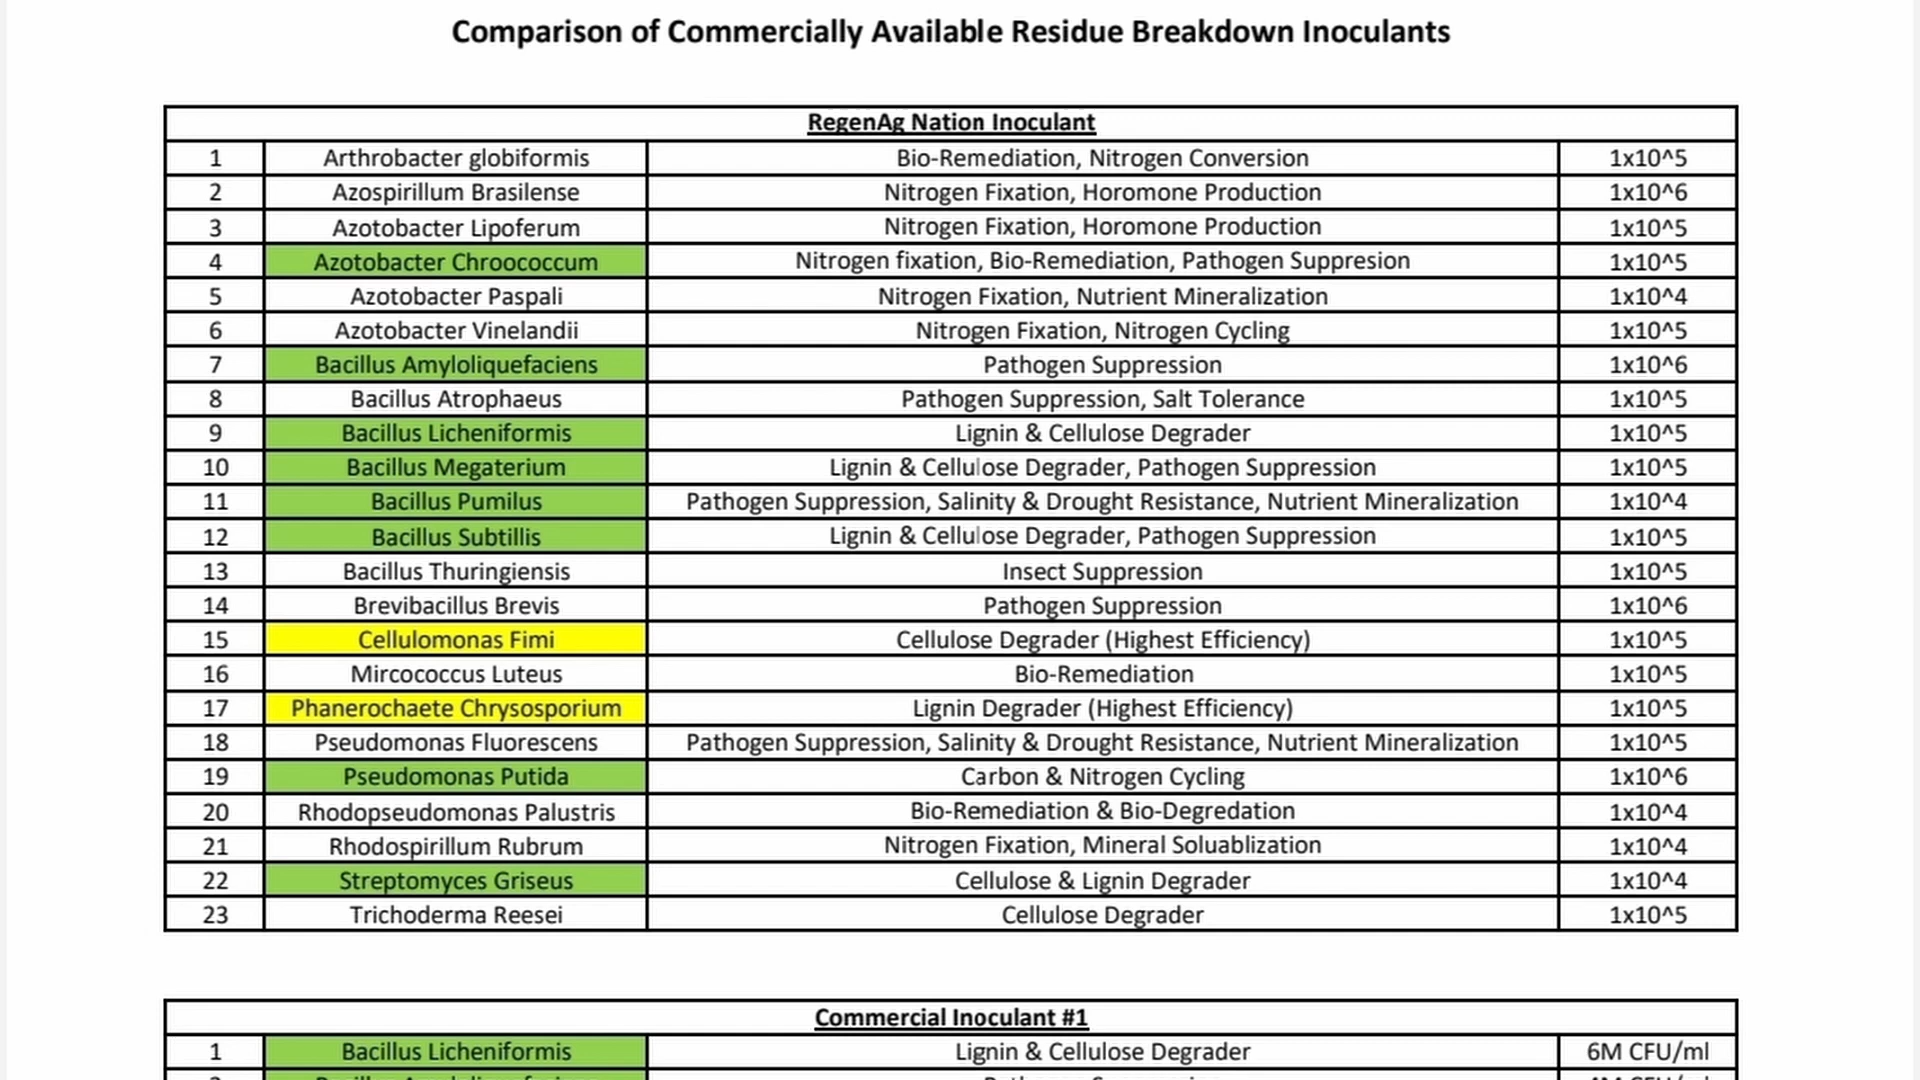 Comparison of Commercially Available Residue Breakdown Inoculants
RegenAg Nation Inoculant
1 Arthrobacter globiformis Bio-Remediation, Nitrogen Conversion 1x10^5
2 Azospirillum Brasilense Nitrogen Fixation, Horomone Production 1x10^6
3 Azotobacter Lipoferum Nitrogen Fixation, Horomone Production 1x10^5
4 Azotobacter Chroococcum Nitrogen fixation, Bio-Remediation, Pathogen Suppresion 1x10^5
5 Azotobacter Paspali Nitrogen Fixation, Nutrient Mineralization 1x10^4
6 Azotobacter Vinelandii Nitrogen Fixation, Nitrogen Cycling 1x10^5
7 Bacillus Amyloliquefaciens Pathogen Suppression 1x10^6
8 Bacillus Atrophaeus Pathogen Suppression, Salt Tolerance 1x10^5
9 Bacillus Licheniformis Lignin & Cellulose Degrader 1x10^5
10 Bacillus Megaterium Lignin & Cellulose Degrader, Pathogen Suppression 1x10^5
11 Bacillus Pumilus Pathogen Suppression, Salinity & Drought Resistance, Nutrient Mineralization 1x10^4
12 Bacillus Subtillis Lignin & Cellulose Degrader, Pathogen Suppression 1x10^5
13 Bacillus Thuringiensis Insect Suppression 1x10^5
14 Brevibacillus Brevis Pathogen Suppression 1x10^6
15 Cellulomonas Fimi Cellulose Degrader (Highest Efficiency) 1x10^5
16 Mircococcus Luteus Bio-Remediation 1x10^5
17 Phanerochaete Chrysosporium Lignin Degrader (Highest Efficiency) 1x10^5
18 Pseudomonas Fluorescens Pathogen Suppression, Salinity & Drought Resistance, Nutrient Mineralization 1x10^5
19 Pseudomonas Putida Carbon & Nitrogen Cycling 1x10^6
20 Rhodopseudomonas Palustris Bio-Remediation & Bio-Degredation 1x10^4
21 Rhodospirillum Rubrum Nitrogen Fixation, Mineral Soluablization 1x10^4
22 Streptomyces Griseus Cellulose & Lignin Degrader 1x10^4
23 Trichoderma Reesei Cellulose Degrader 1x10^5
Commercial Inoculant #1
1 Bacillus Licheniformis Lignin & Cellulose Degrader 6M CFU/ml